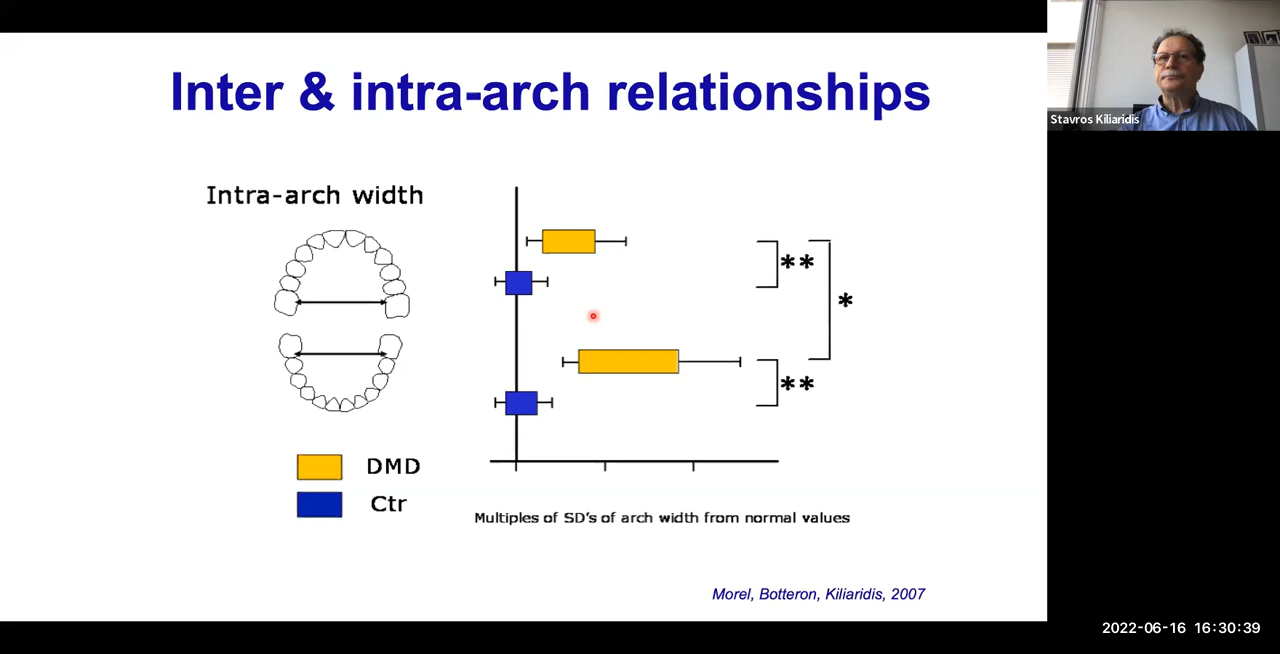 Inter & intra-arch relationships
Stavros Kiliaridis
Intra-arch width
**
*
**
DMD
Ctr
Multiples of SD's of arch width from normal values
Morel, Botteron, Kiliaridis, 2007
2022-06-16 16:30:39